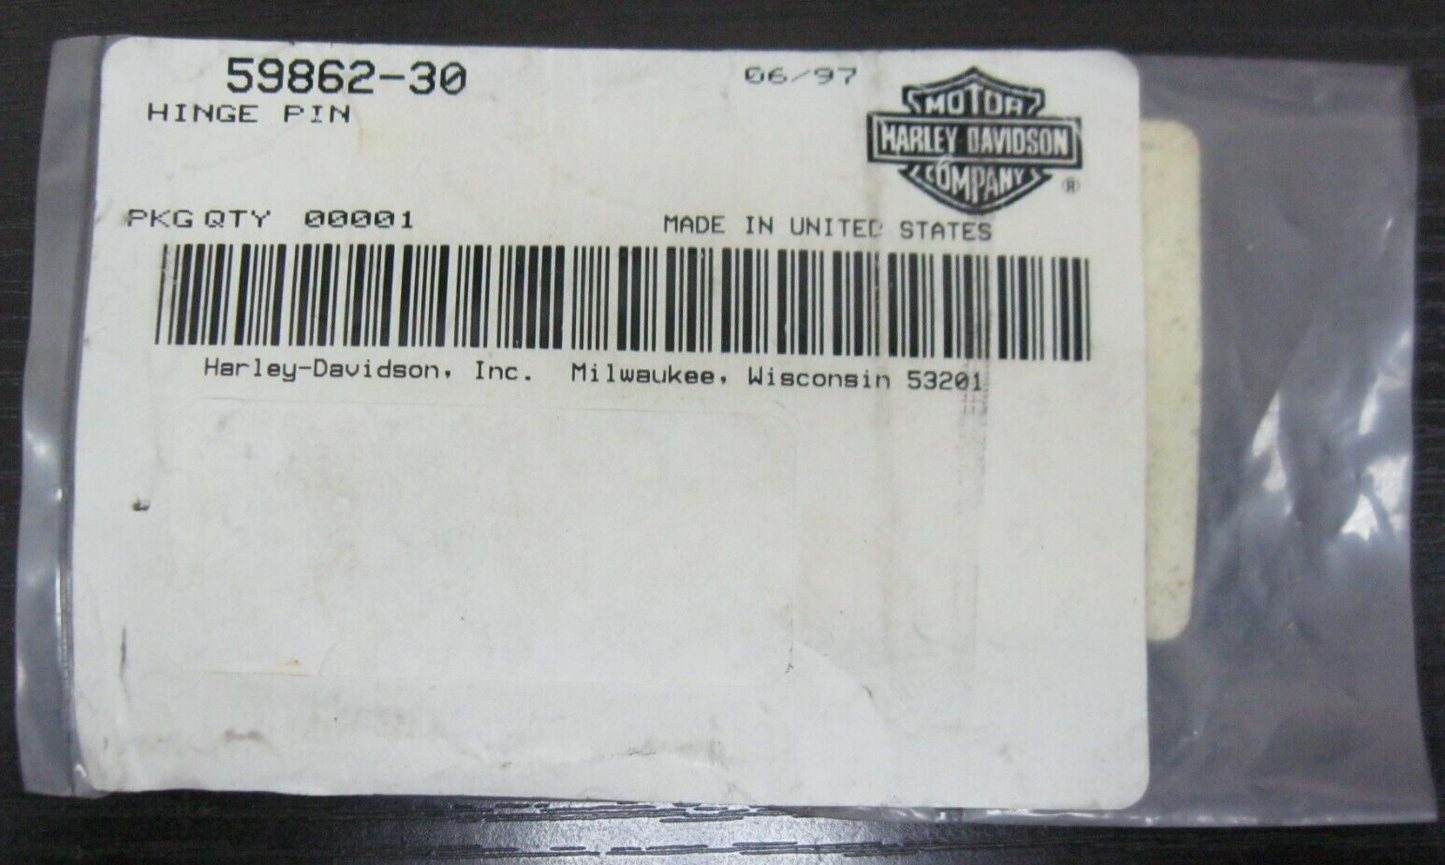 59862-30
06/97
HINGE PIN
MOTOR
HARLEY-DAVIDSON
COMPANY
®
PKG QTY 00001
MADE IN UNITED STATES
Harley-Davidson, Inc. Milwaukee, Wisconsin 53201